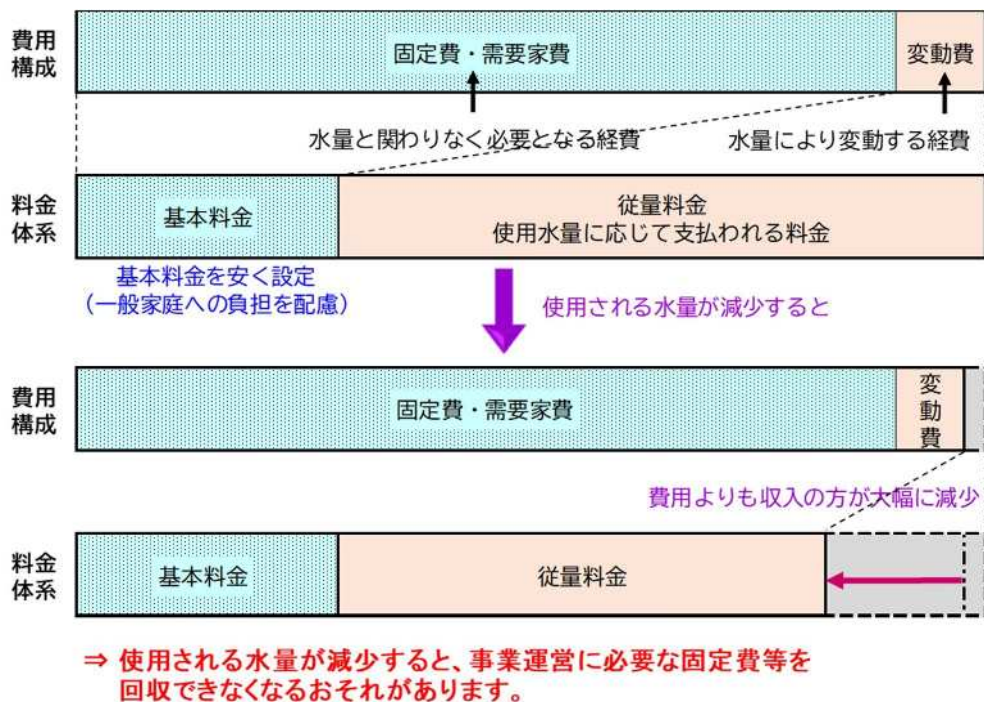 費用
構成
固定費・需要家費
変動費
水量と関わりなく必要となる経費
水量により変動する経費
料金
体系
基本料金
従量料金
使用水量に応じて支払われる料金
基本料金を安く設定
（一般家庭への負担を配慮）
使用される水量が減少すると
費用
構成
固定費・需要家費
変
動
費
費用よりも収入の方が大幅に減少
料金
体系
基本料金
従量料金
⇒ 使用される水量が減少すると、事業運営に必要な固定費等を
回収できなくなるおそれがあります。